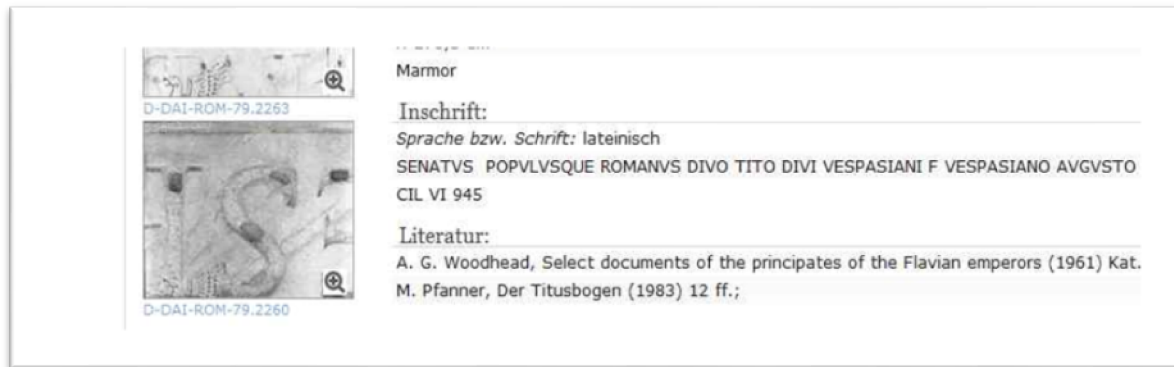 D-DAI-ROM-79.2263
D-DAI-ROM-79.2260
Marmor
Inschrift:
Sprache bzw. Schrift: lateinisch
SENATVS POPVLVSQUE ROMANVS DIVO TITO DIVI VESPASIANI F VESPASIANO AVGVSTO
CIL VI 945
Literatur:
A. G. Woodhead, Select documents of the principates of the Flavian emperors (1961) Kat.
M. Pfanner, Der Titusbogen (1983) 12 ff.;